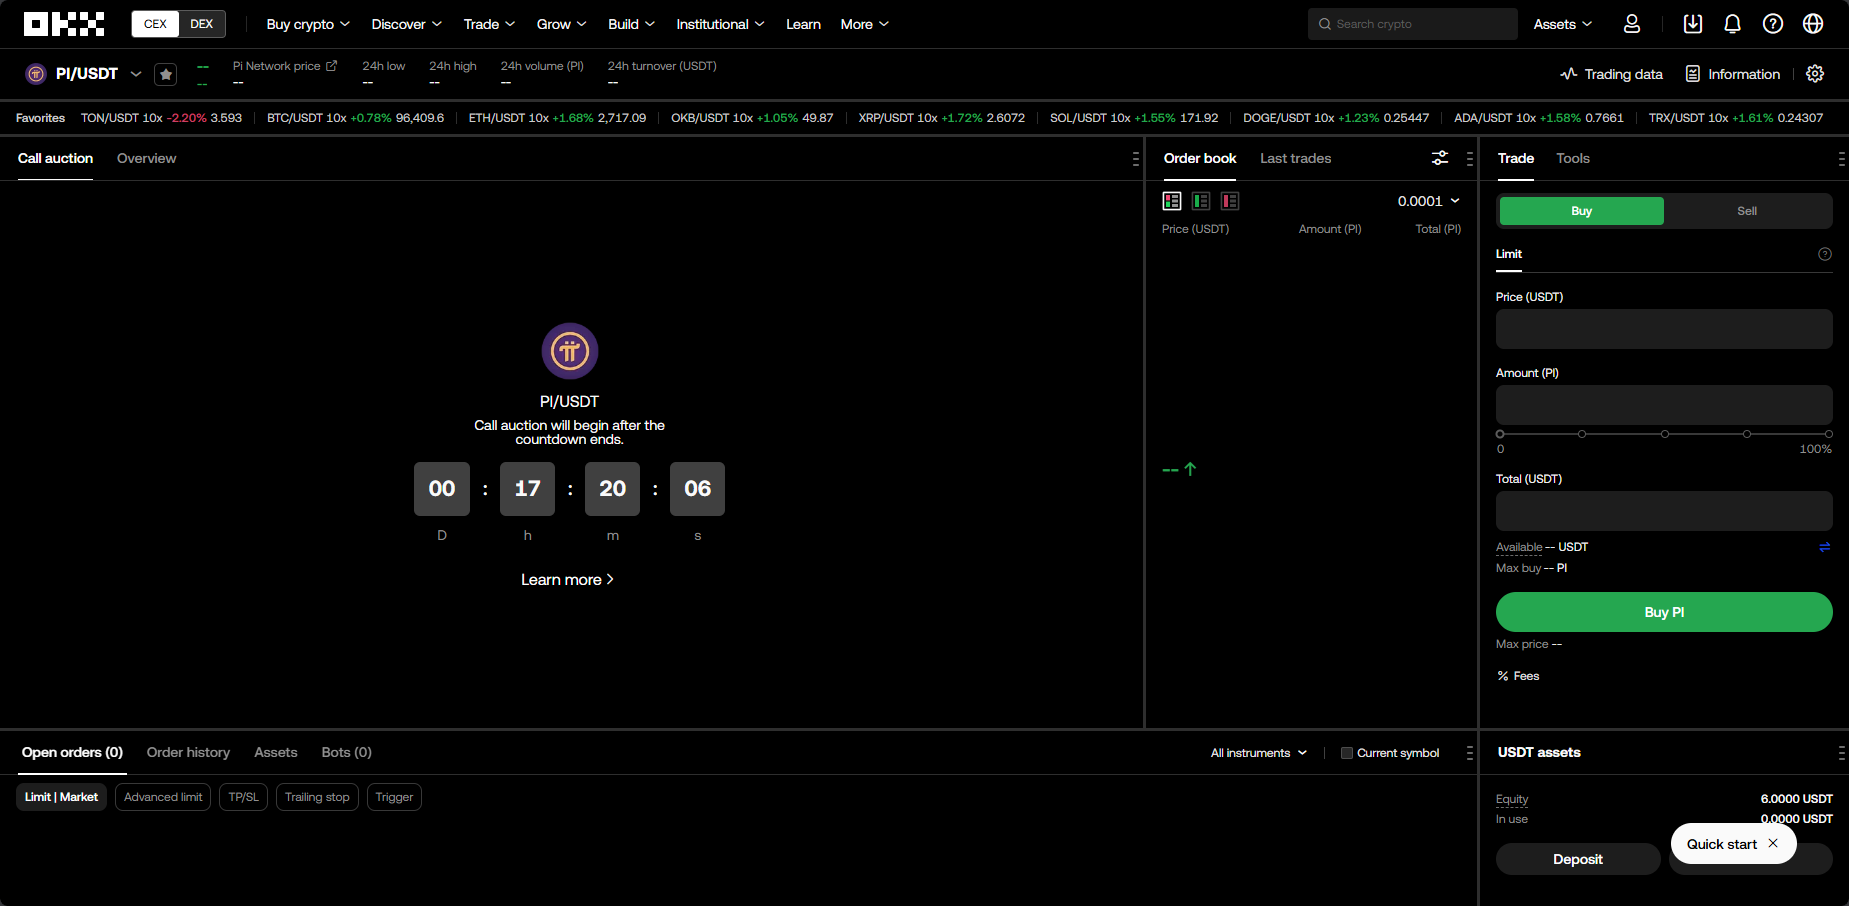 OKX CEX DEX Buy crypto Discover Trade Grow Build Institutional Learn More Search crypto Assets
PI/USDT -- Pi Network price 24h low 24h high 24h volume (PI) 24h turnover (USDT) Trading data Information
-- -- -- -- -- --
Favorites TON/USDT 10x -2.20% 3.593 BTC/USDT 10x +0.78% 96,409.6 ETH/USDT 10x +1.68% 2,717.09 OKB/USDT 10x +1.05% 49.87 XRP/USDT 10x +1.72% 2.6072 SOL/USDT 10x +1.55% 171.92 DOGE/USDT 10x +1.23% 0.25447 ADA/USDT 10x +1.58% 0.7661 TRX/USDT 10x +1.61% 0.24307
Call auction Overview
PI/USDT
Call auction will begin after the
countdown ends.
00 : 17 : 20 : 06
D h m s
Learn more
Order book Last trades
0.0001
Price (USDT) Amount (PI) Total (PI)
--
Trade Tools
Buy Sell
Limit
Price (USDT)
Amount (PI)
0 100%
Total (USDT)
Available -- USDT
Max buy -- PI
Buy PI
Max price --
% Fees
Open orders (0) Order history Assets Bots (0) All instruments Current symbol
Limit | Market Advanced limit TP/SL Trailing stop Trigger
USDT assets
Equity 6.0000 USDT
In use 0.0000 USDT
Quick start
Deposit